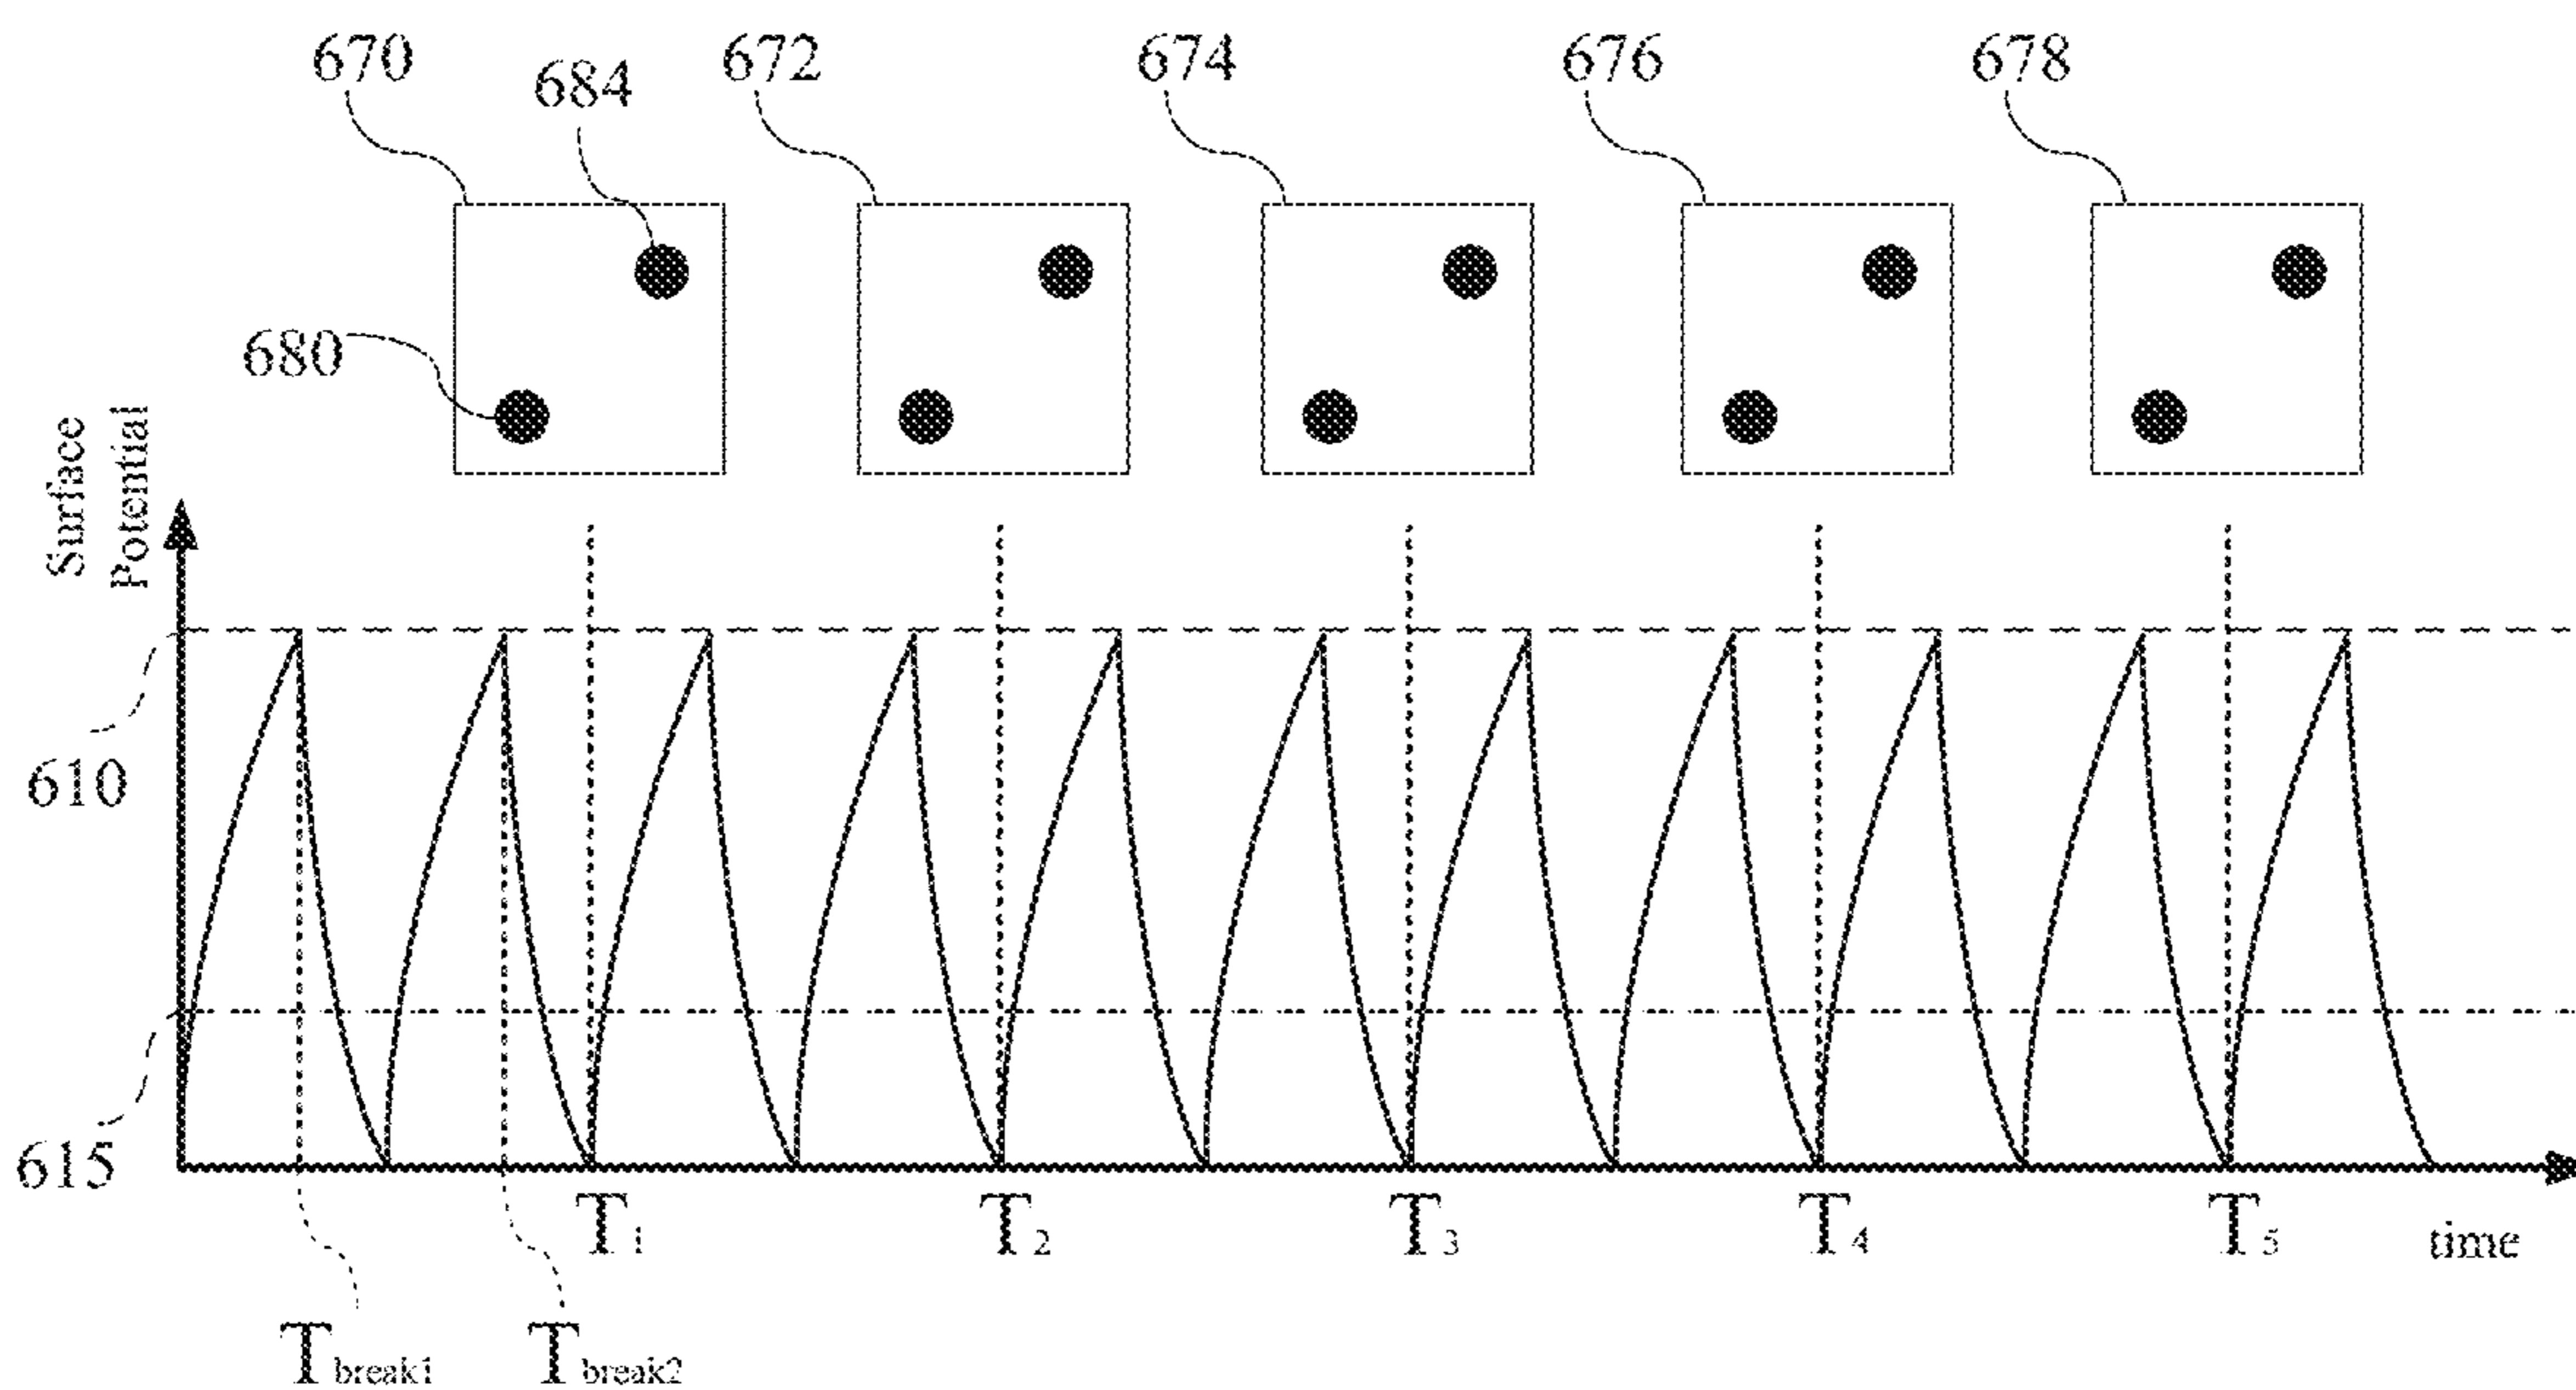 670
684
672
674
676
678
680
Surface
Potential
610
615
T1
T2
T3
T4
T5
time
Tbreak1
Tbreak2